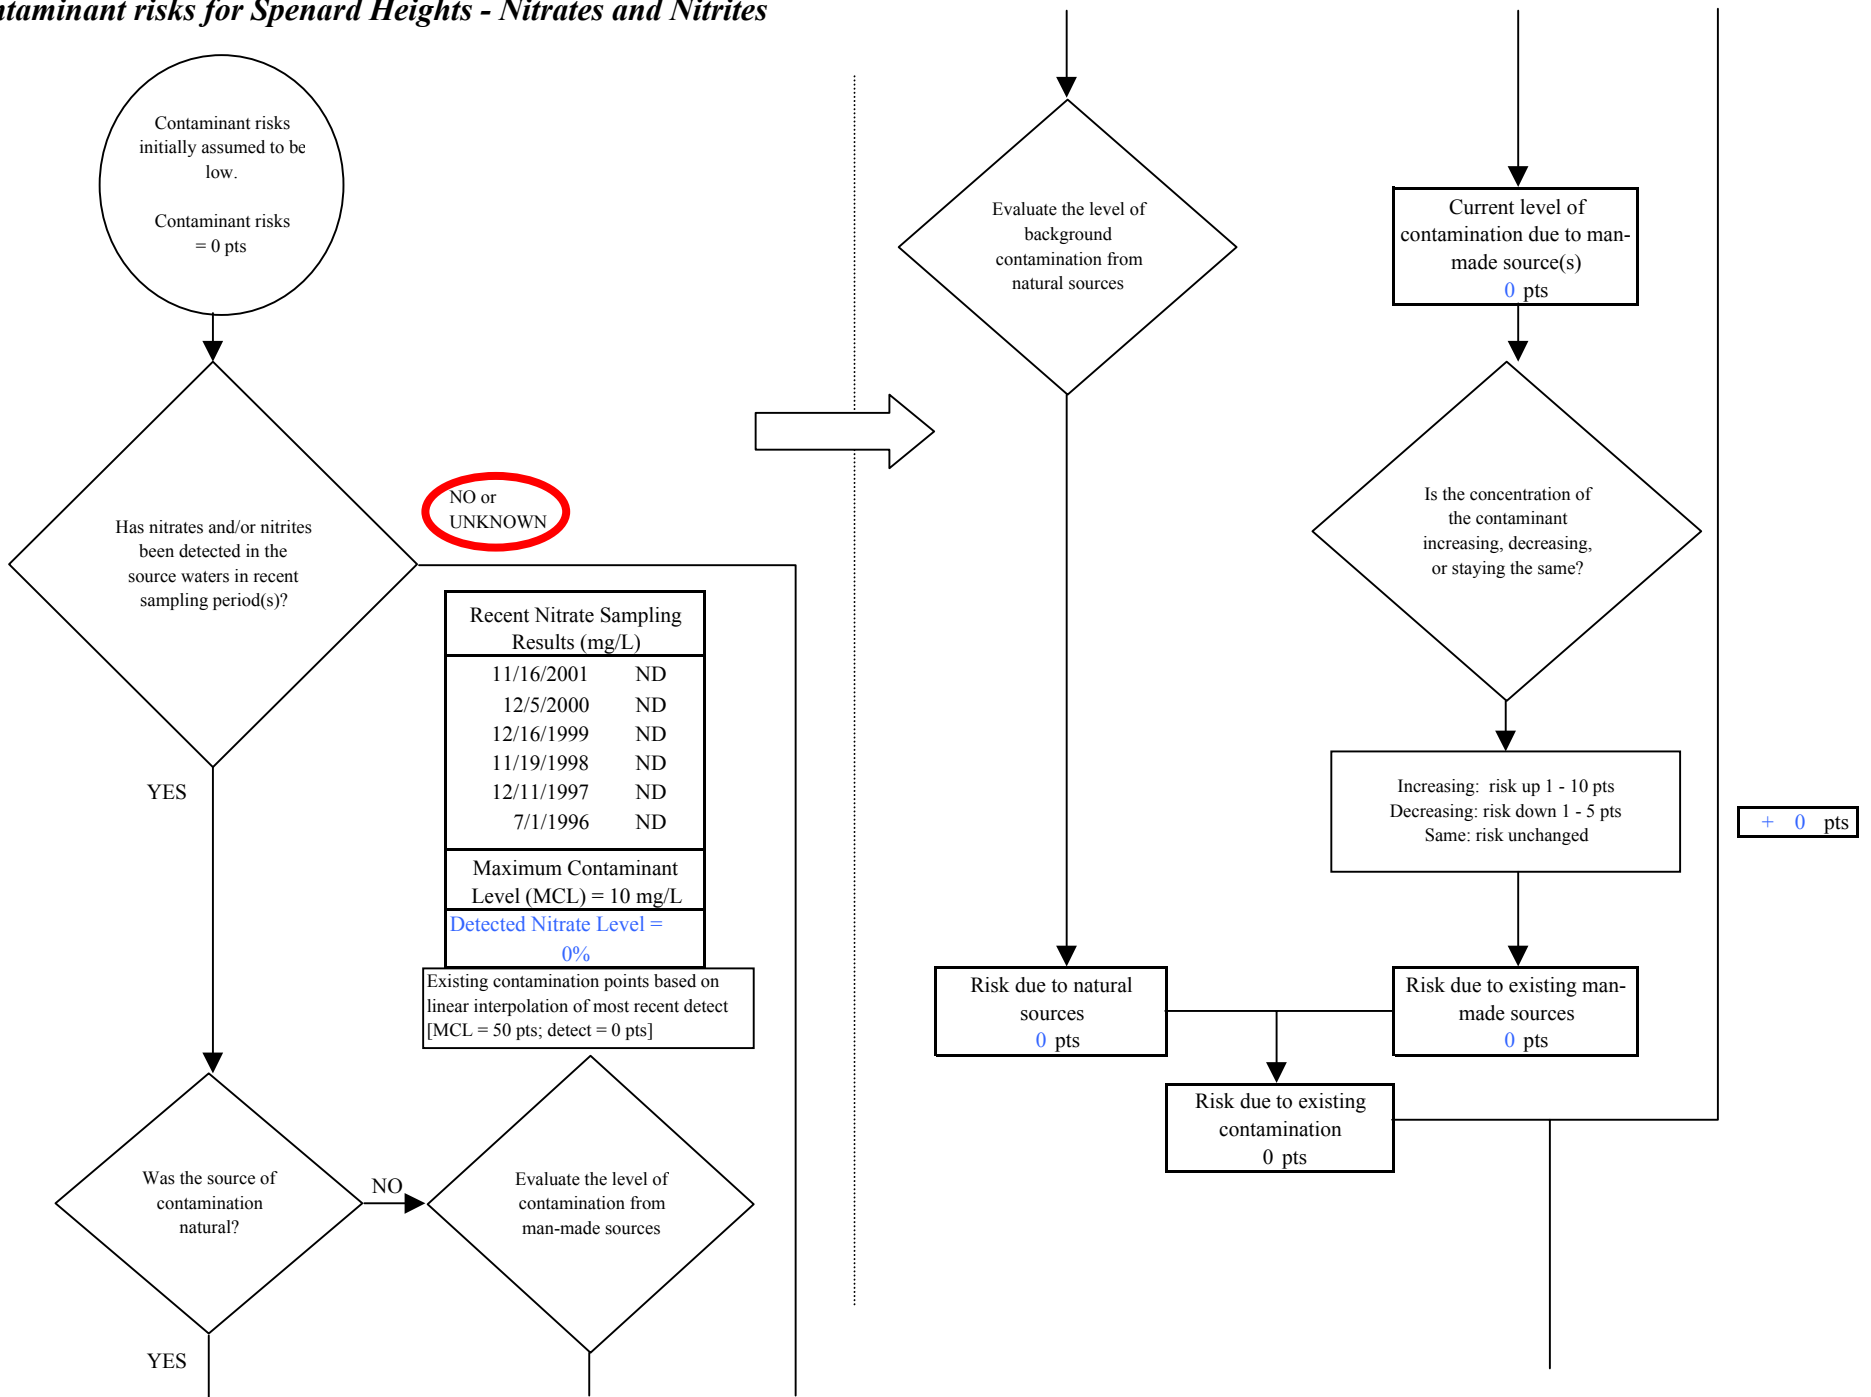 ntaminant risks for Spenard Heights - Nitrates and Nitrites
Contaminant risks
initially assumed to be
low.
Contaminant risks
= 0 pts
Has nitrates and/or nitrites
been detected in the
source waters in recent
sampling period(s)?
NO or
UNKNOWN
YES
Recent Nitrate Sampling
Results (mg/L)
11/16/2001 ND
12/5/2000 ND
12/16/1999 ND
11/19/1998 ND
12/11/1997 ND
7/1/1996 ND
Maximum Contaminant
Level (MCL) = 10 mg/L
Detected Nitrate Level =
0%
Existing contamination points based on
linear interpolation of most recent detect
[MCL = 50 pts; detect = 0 pts]
Was the source of
contamination
natural?
NO
YES
Evaluate the level of
contamination from
man-made sources
Evaluate the level of
background
contamination from
natural sources
Current level of
contamination due to man-
made source(s)
0 pts
Is the concentration of
the contaminant
increasing, decreasing,
or staying the same?
Increasing: risk up 1 - 10 pts
Decreasing: risk down 1 - 5 pts
Same: risk unchanged
+ 0 pts
Risk due to natural
sources
0 pts
Risk due to existing man-
made sources
0 pts
Risk due to existing
contamination
0 pts